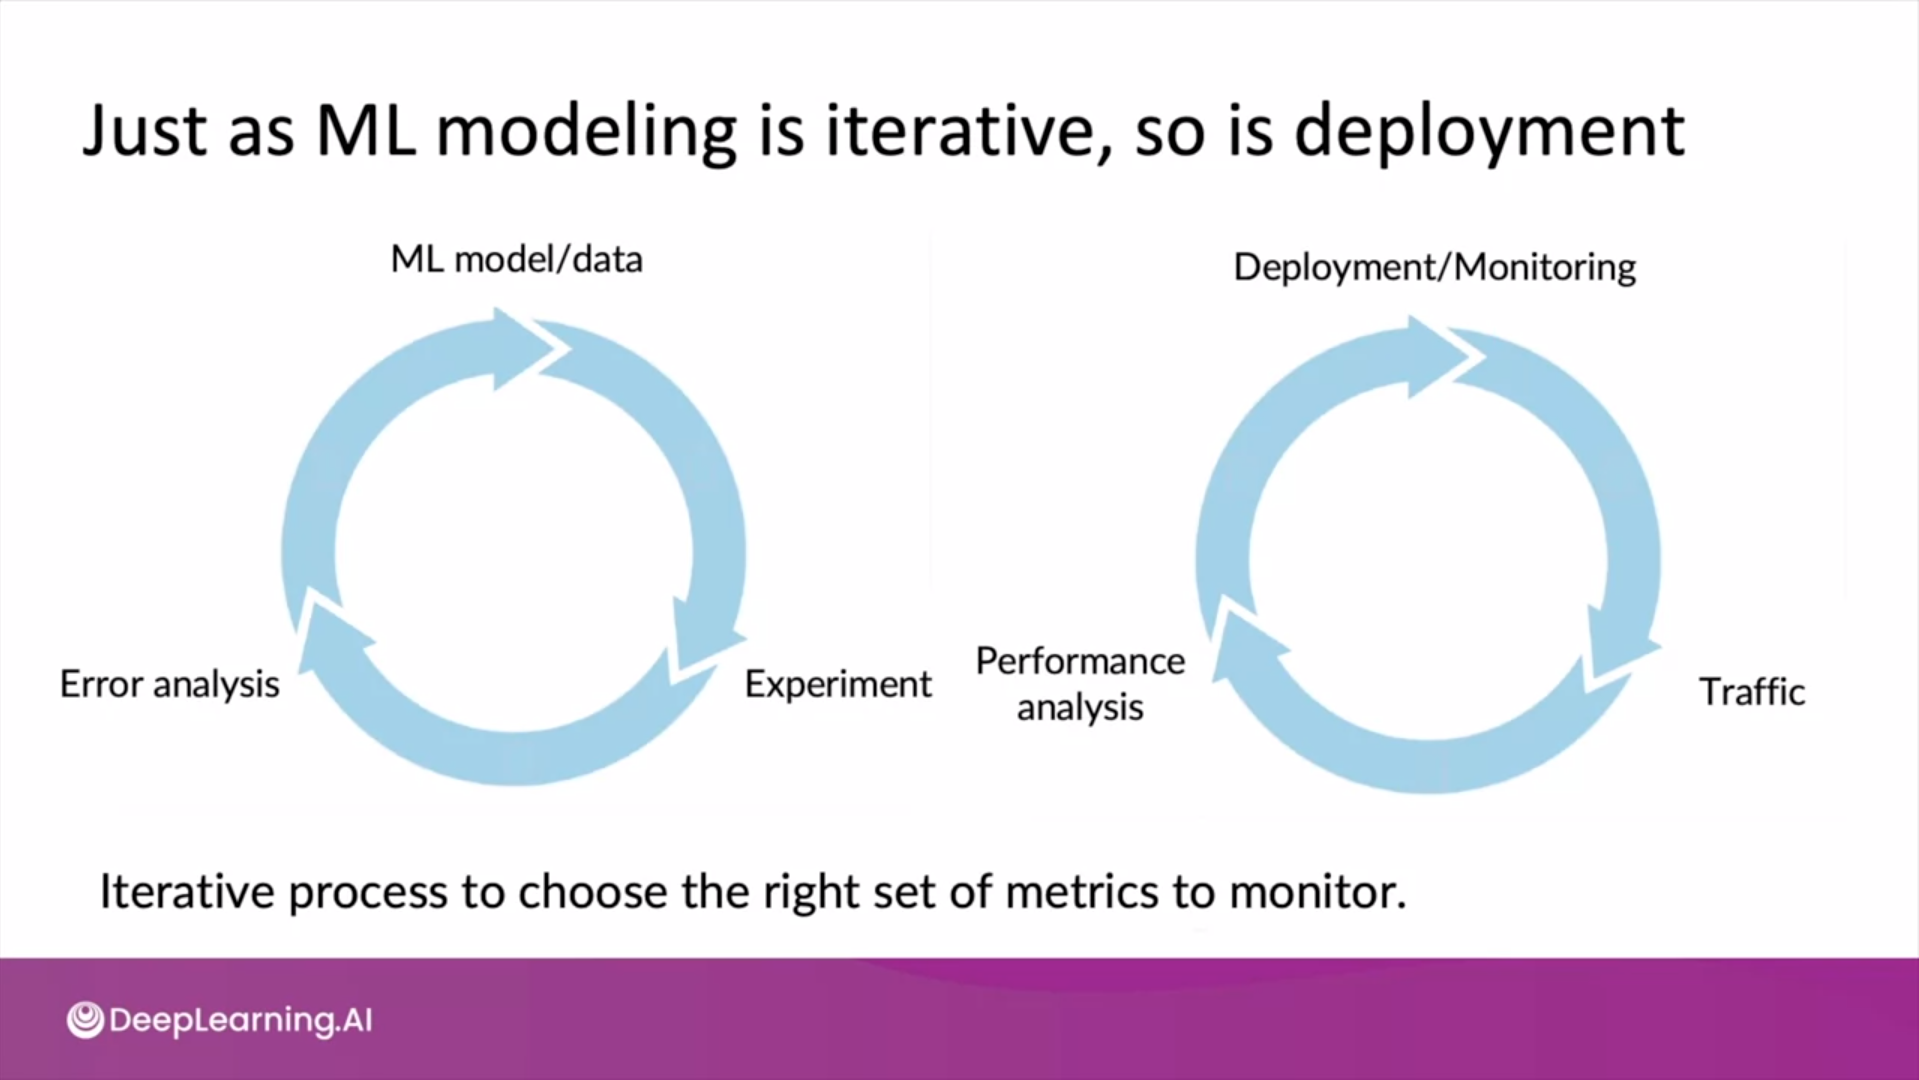 Just as ML modeling is iterative, so is deployment
ML model/data
Experiment
Error analysis
Deployment/Monitoring
Traffic
Performance
analysis
Iterative process to choose the right set of metrics to monitor.
DeepLearning.AI